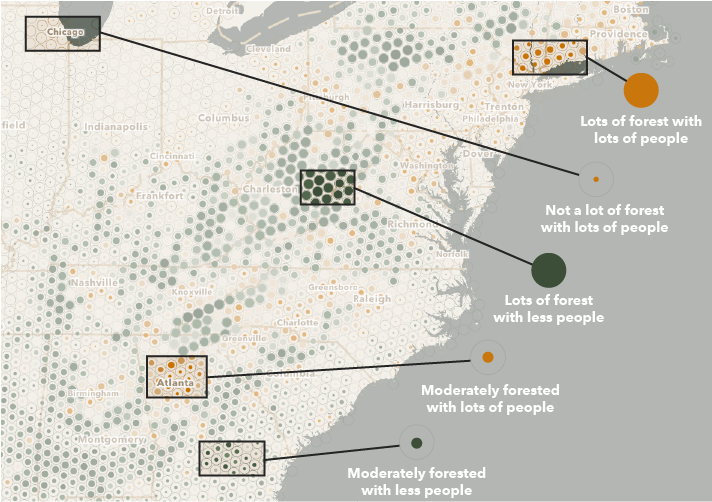 Boston
Detroit
Chicago
Providence
Cleveland
New York
Pittsburgh
Harrisburg
Trenton
Columbus
Philadelphia
Lots of forest with
lots of people
field
Indianapolis
Cincinnati
Dover
Washington
Charleston
Frankfort
Not a lot of forest
with lots of people
Richmond
Norfolk
Nashville
Knoxville
Greensboro
Raleigh
Lots of forest
with less people
Charlotte
Greenville
Atlanta
Columbia
Birmingham
Moderately forested
with lots of people
Montgomery
Moderately forested
with less people